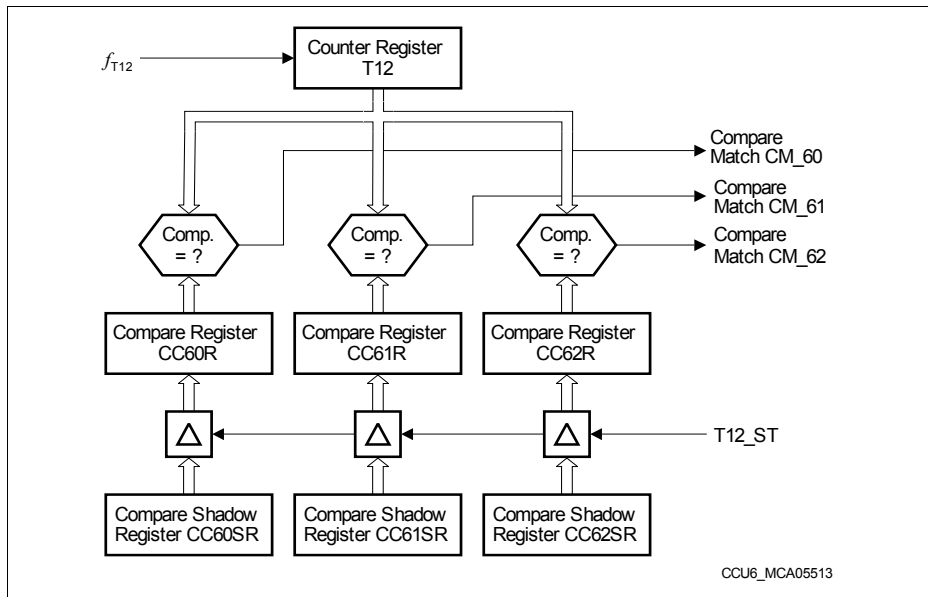 Counter Register
T12
fT12
Compare
Match CM_60
Compare
Match CM_61
Compare
Match CM_62
Comp.
= ?
Comp.
= ?
Comp.
= ?
Compare Register
CC60R
Compare Register
CC61R
Compare Register
CC62R
T12_ST
Compare Shadow
Register CC60SR
Compare Shadow
Register CC61SR
Compare Shadow
Register CC62SR
CCU6_MCA05513